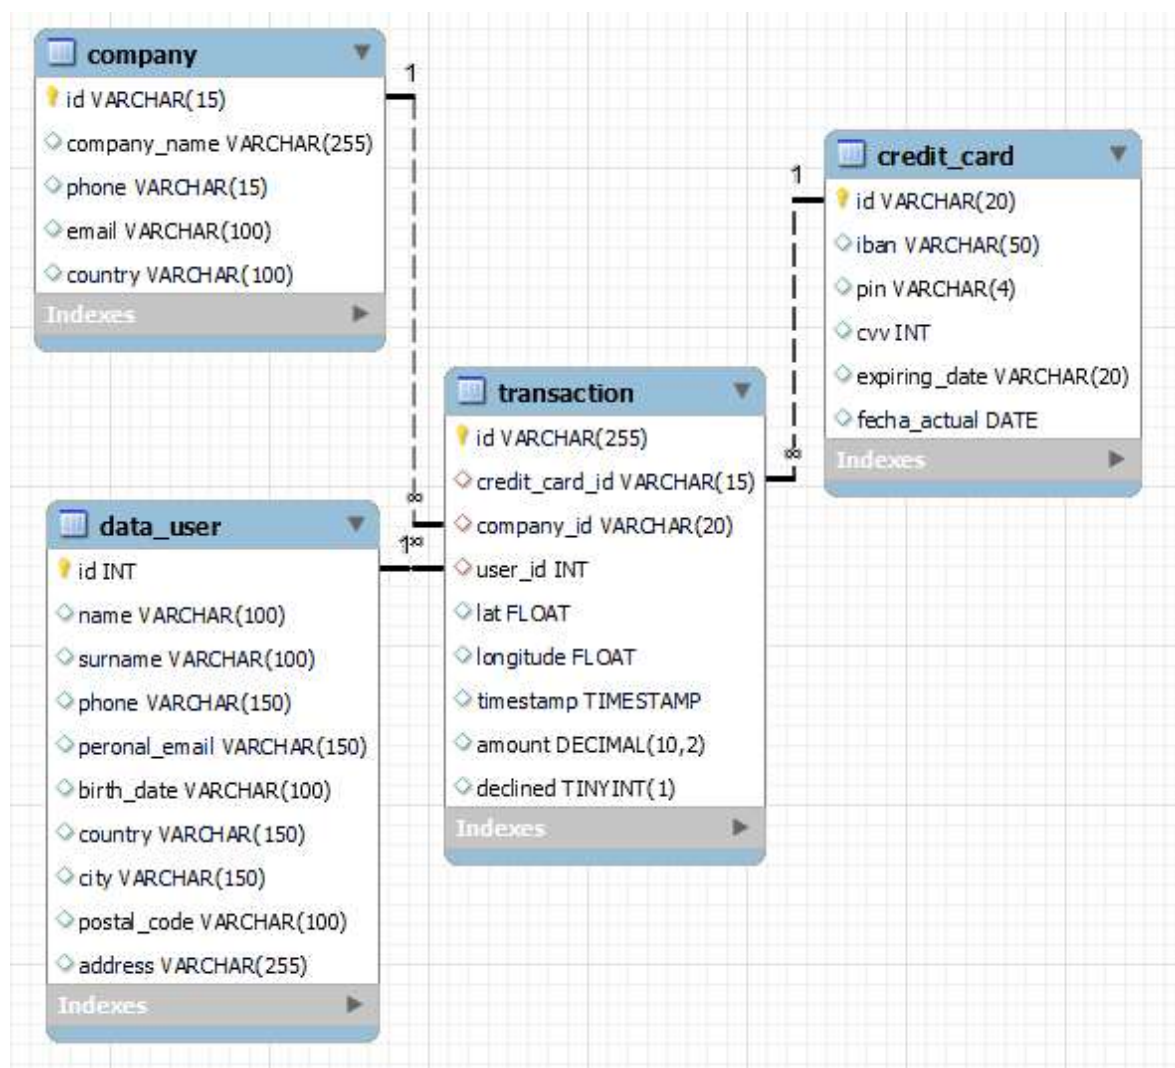 company
id VARCHAR(15)
company_name VARCHAR(255)
phone VARCHAR(15)
email VARCHAR(100)
country VARCHAR(100)
Indexes
1
∞
credit_card
id VARCHAR(20)
iban VARCHAR(50)
pin VARCHAR(4)
cvv INT
expiring_date VARCHAR(20)
fecha_actual DATE
Indexes
1
∞
transaction
id VARCHAR(255)
credit_card_id VARCHAR(15)
company_id VARCHAR(20)
user_id INT
lat FLOAT
longitude FLOAT
timestamp TIMESTAMP
amount DECIMAL(10,2)
declined TINYINT(1)
Indexes
1∞
data_user
id INT
name VARCHAR(100)
surname VARCHAR(100)
phone VARCHAR(150)
peronal_email VARCHAR(150)
birth_date VARCHAR(100)
country VARCHAR(150)
city VARCHAR(150)
postal_code VARCHAR(100)
address VARCHAR(255)
Indexes